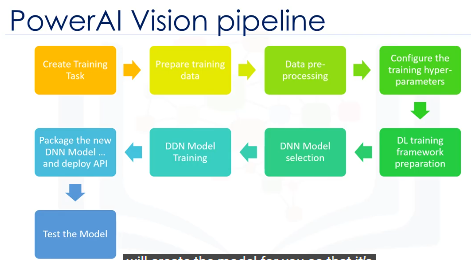 PowerAI Vision pipeline
Create Training
Task
Prepare training
data
Data pre-
processing
Configure the
training hyper-
parameters
DL training
framework
preparation
DNN Model
selection
DDN Model
Training
Package the new
DNN Model ...
and deploy API
Test the Model
will create the model for you so that it's